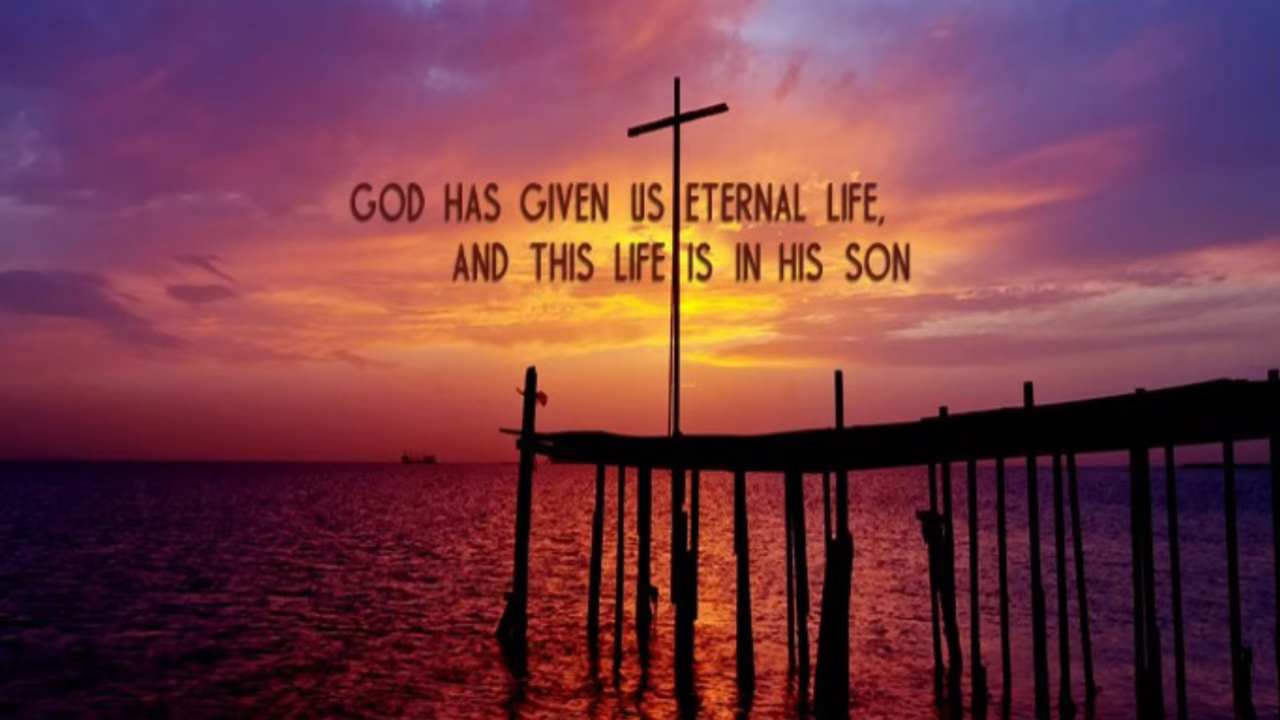 GOD HAS GIVEN US ETERNAL LIFE,
AND THIS LIFE IS IN HIS SON